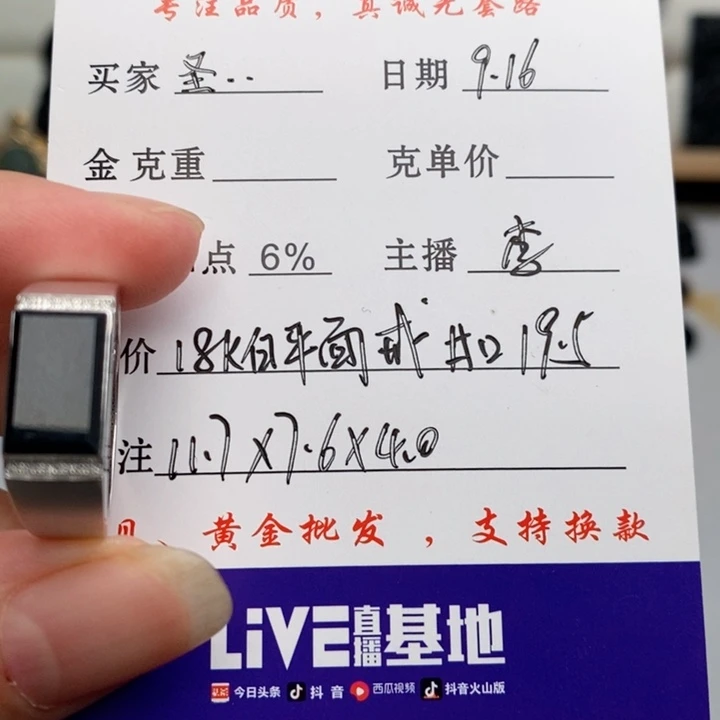 专注品质，真诚无套路
买家 圣.. 日期 9.16
金 克重 克单价
点 6% 主播
价 18K白平面戒 井口 19.5
注 11.7X7.6X4.0
贝、黄金批发，支持换款
LiVE直播基地
今日头条 抖音 西瓜视频 抖音火山版